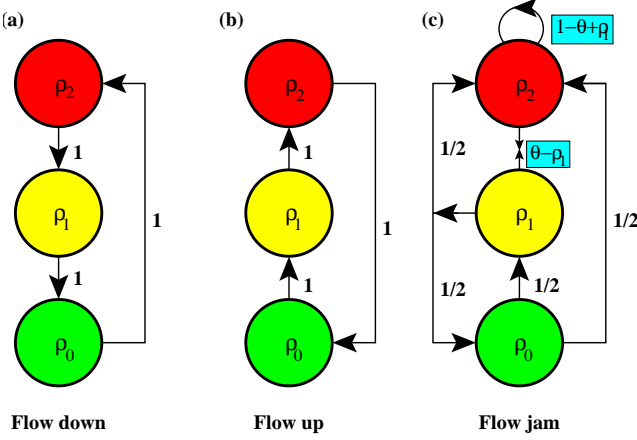 (a)
(b)
(c)
1−θ+ρ₁
ρ₂
ρ₂
ρ₂
1
1
1/2
θ−ρ₁
ρ₁
ρ₁
ρ₁
1
1
1/2
1
1
1/2
1/2
ρ₀
ρ₀
ρ₀
Flow down
Flow up
Flow jam